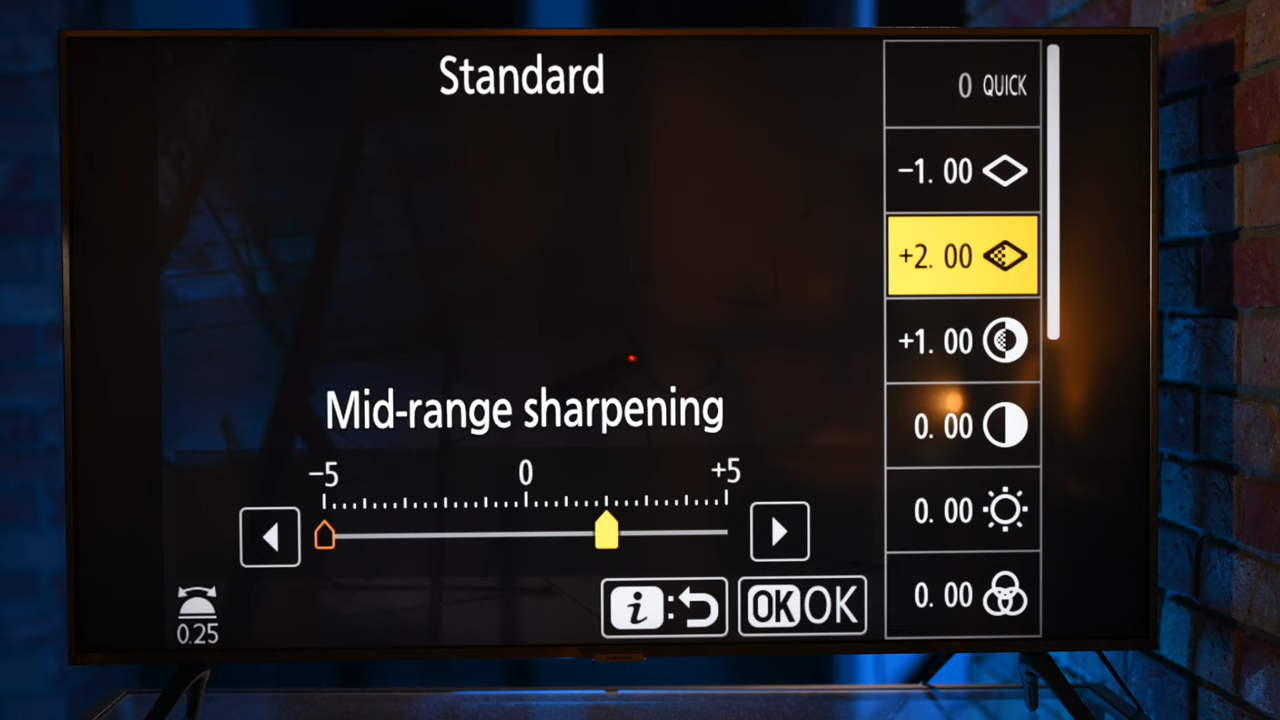 Standard
0 QUICK
−1. 00
+2. 00
+1. 00
0. 00
0. 00
0. 00
Mid-range sharpening
−5 0 +5
0.25
i : OK OK